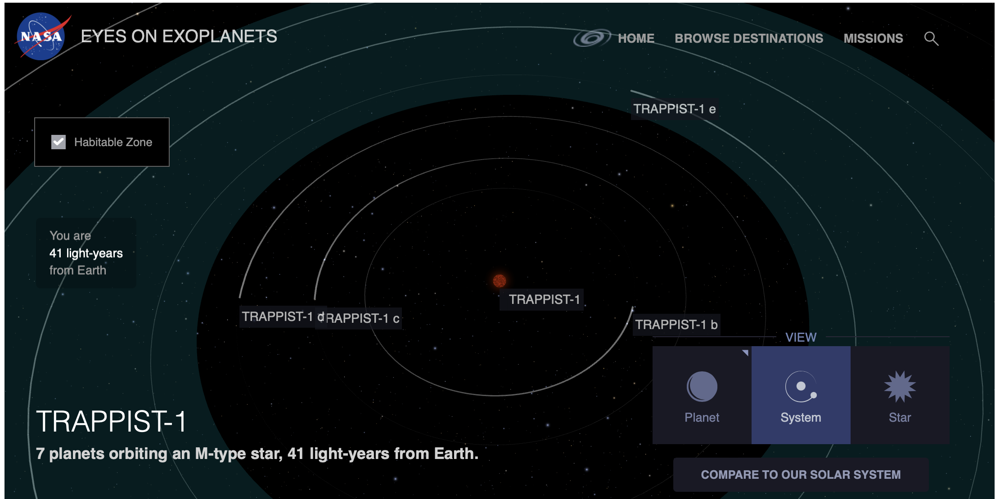 NASA
EYES ON EXOPLANETS
HOME BROWSE DESTINATIONS MISSIONS
TRAPPIST-1 e
Habitable Zone
You are
41 light-years
from Earth
TRAPPIST-1
TRAPPIST-1 d
TRAPPIST-1 c
TRAPPIST-1 b
VIEW
Planet System Star
TRAPPIST-1
7 planets orbiting an M-type star, 41 light-years from Earth.
COMPARE TO OUR SOLAR SYSTEM